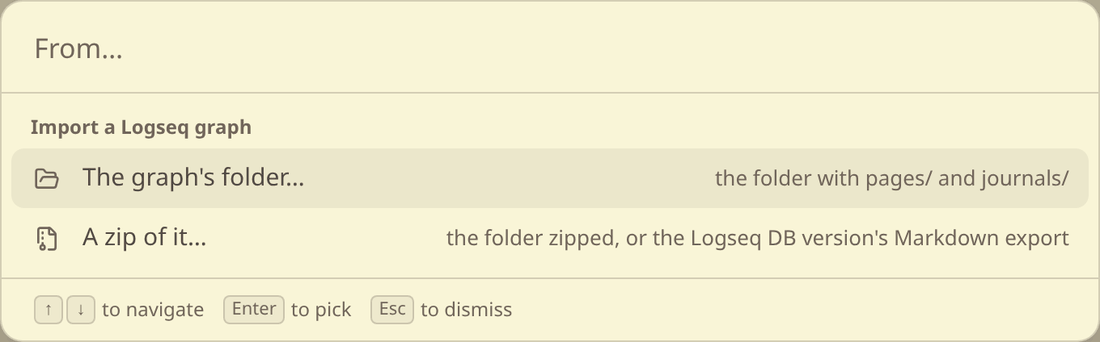 From...
Import a Logseq graph
The graph's folder... the folder with pages/ and journals/
A zip of it... the folder zipped, or the Logseq DB version's Markdown export
↑ ↓ to navigate Enter to pick Esc to dismiss